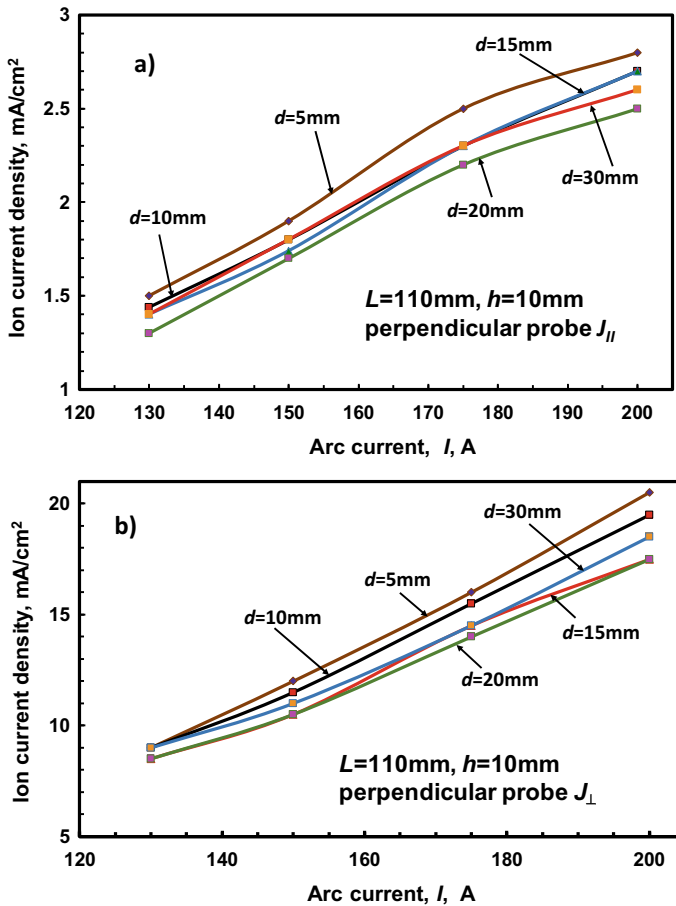 3
a)
d=15mm
2.5
d=5mm
2
d=10mm
d=30mm
d=20mm
1.5
L=110mm, h=10mm
perpendicular probe J//
1
120 130 140 150 160 170 180 190 200
Arc current, I, A
Ion current density, mA/cm²
20
b)
d=30mm
d=5mm
15
d=10mm
d=15mm
d=20mm
10
L=110mm, h=10mm
perpendicular probe J⊥
5
120 140 160 180 200
Arc current, I, A
Ion current density, mA/cm²